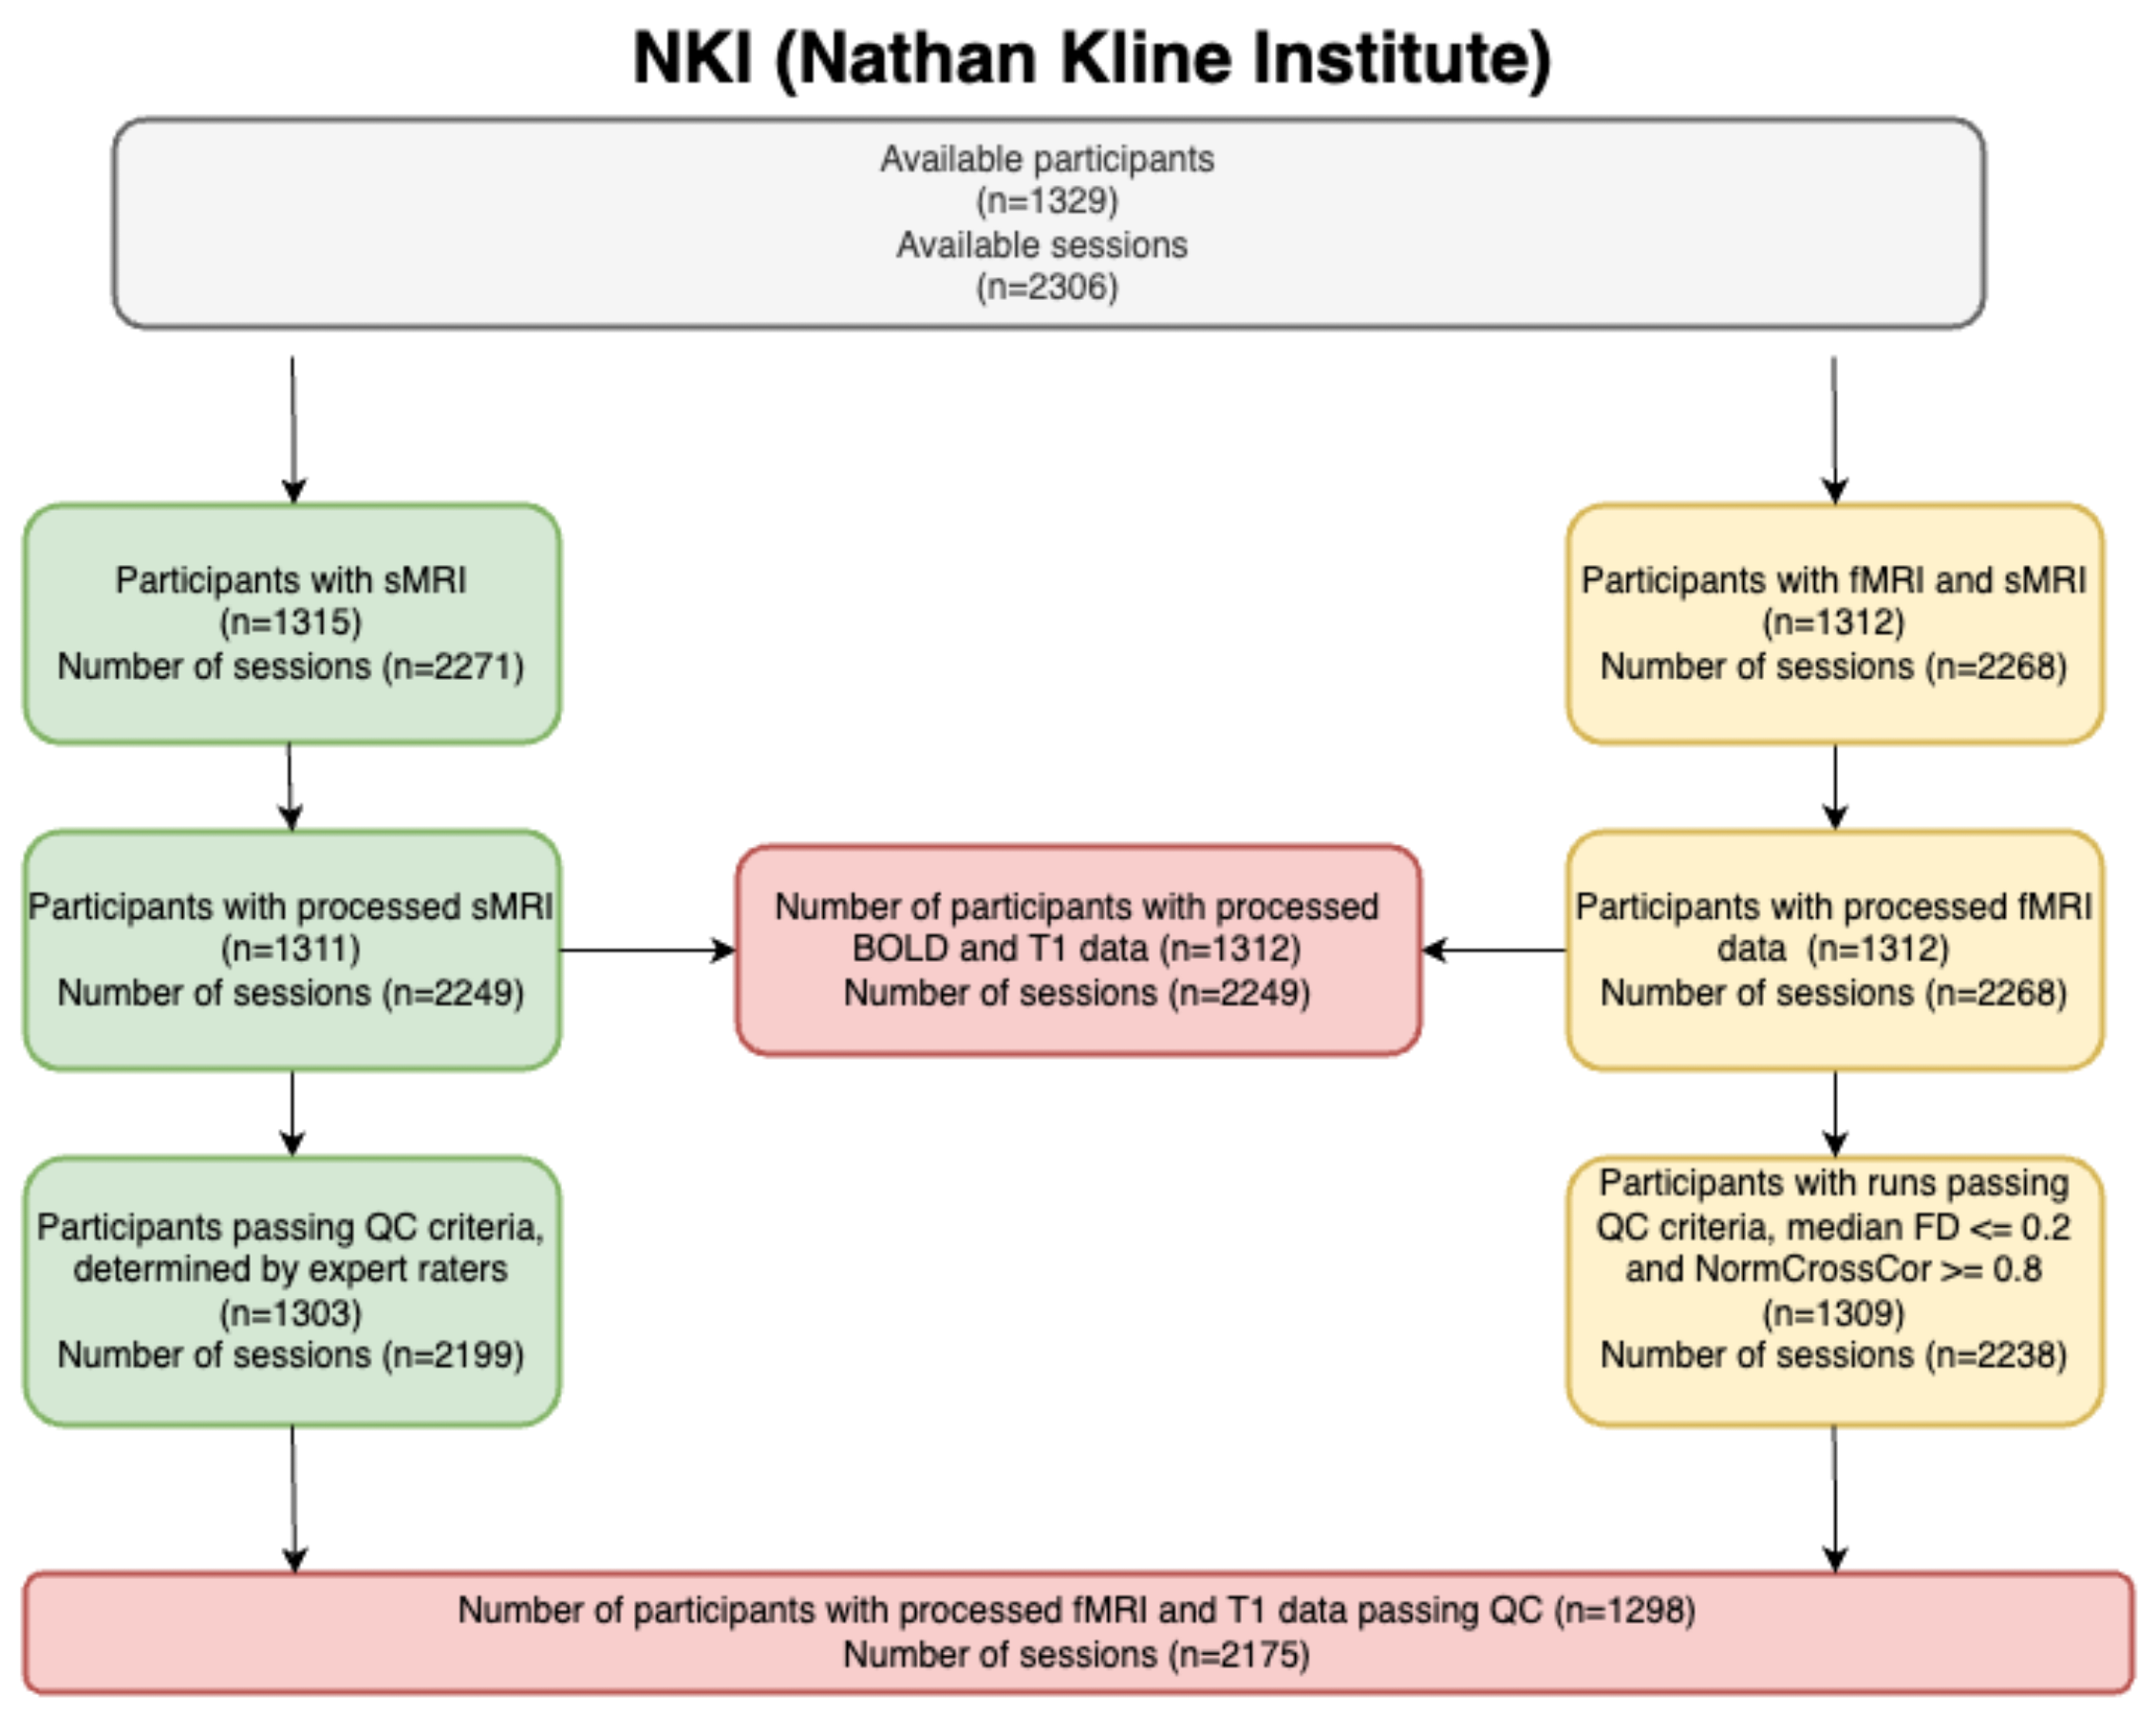 NKI (Nathan Kline Institute)
Available participants
(n=1329)
Available sessions
(n=2306)
Participants with sMRI
(n=1315)
Number of sessions (n=2271)
Participants with fMRI and sMRI
(n=1312)
Number of sessions (n=2268)
Participants with processed sMRI
(n=1311)
Number of sessions (n=2249)
Number of participants with processed
BOLD and T1 data (n=1312)
Number of sessions (n=2249)
Participants with processed fMRI
data (n=1312)
Number of sessions (n=2268)
Participants passing QC criteria,
determined by expert raters
(n=1303)
Number of sessions (n=2199)
Participants with runs passing
QC criteria, median FD <= 0.2
and NormCrossCor >= 0.8
(n=1309)
Number of sessions (n=2238)
Number of participants with processed fMRI and T1 data passing QC (n=1298)
Number of sessions (n=2175)